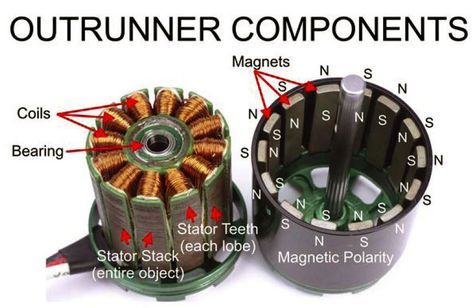 OUTRUNNER COMPONENTS
Magnets
N
S
N
S
N
S
N
S
Coils
Bearing
Stator Teeth
(each lobe)
Stator Stack
(entire object)
S
N
S
N
S
N
S
Magnetic Polarity